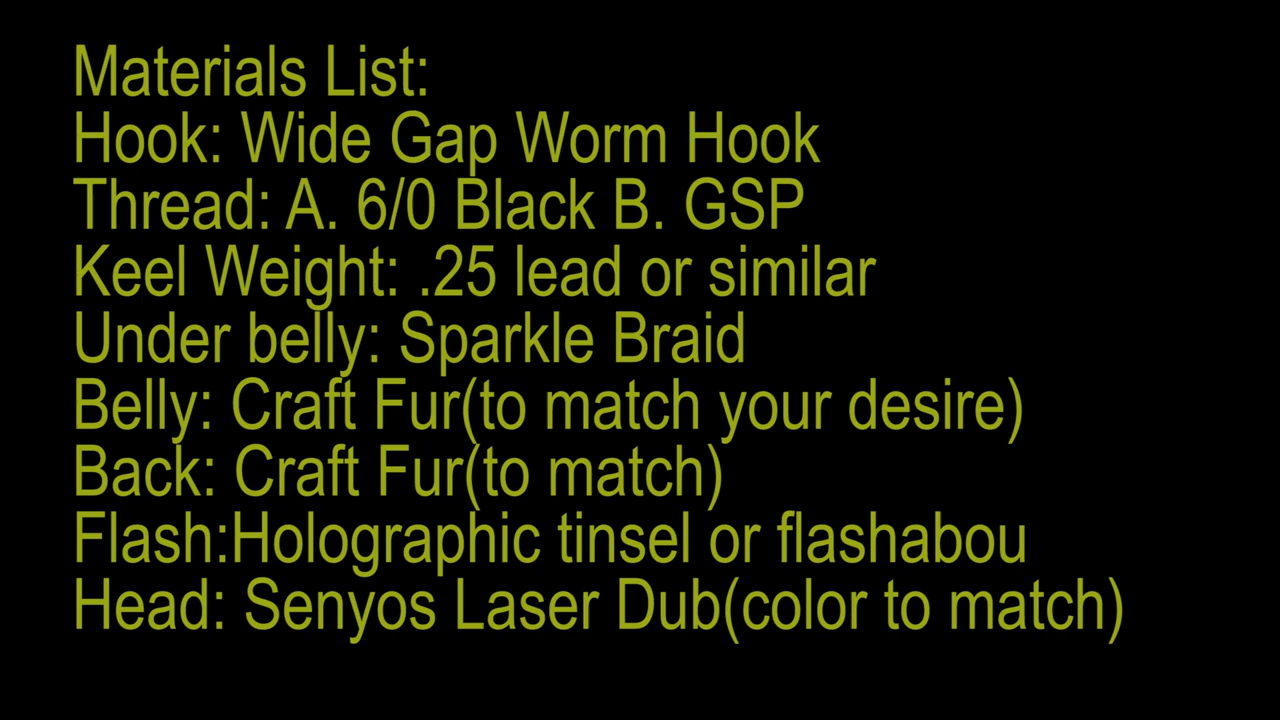 Materials List:
Hook: Wide Gap Worm Hook
Thread: A. 6/0 Black B. GSP
Keel Weight: .25 lead or similar
Under belly: Sparkle Braid
Belly: Craft Fur(to match your desire)
Back: Craft Fur(to match)
Flash:Holographic tinsel or flashabou
Head: Senyos Laser Dub(color to match)